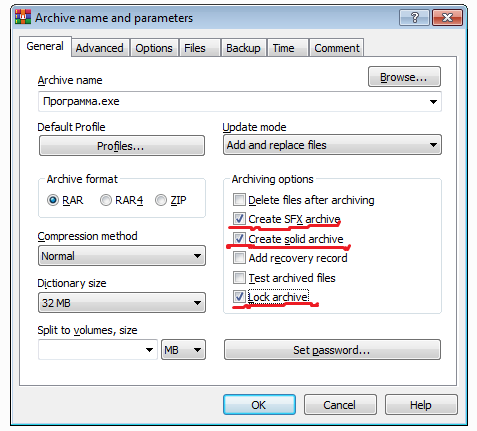 Archive name and parameters
General Advanced Options Files Backup Time Comment
Archive name
Browse...
Программа.exe
Default Profile
Profiles...
Update mode
Add and replace files
Archive format
RAR RAR4 ZIP
Compression method
Normal
Dictionary size
32 MB
Split to volumes, size
MB
Archiving options
Delete files after archiving
Create SFX archive
Create solid archive
Add recovery record
Test archived files
Lock archive
Set password...
OK Cancel Help